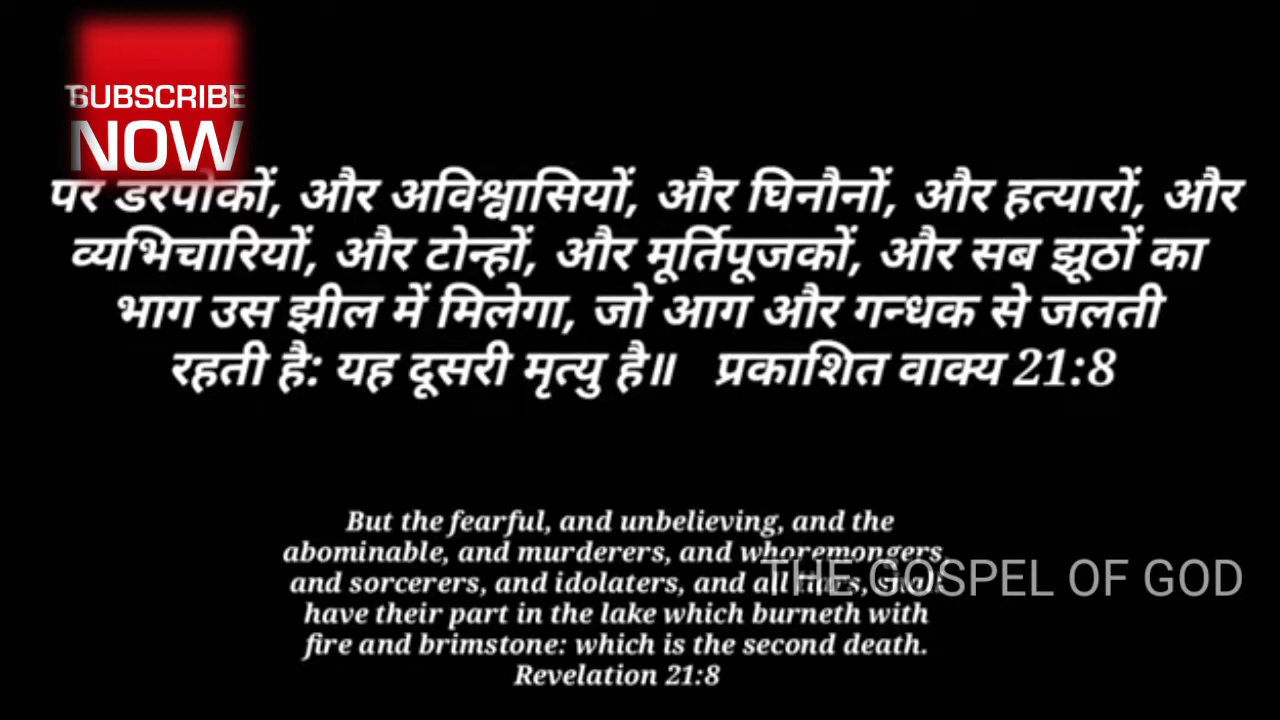 SUBSCRIBE
NOW
पर डरपोकों, और अविश्वासियों, और घिनौनों, और हत्यारों, और
व्यभिचारियों, और टोन्हों, और मूर्तिपूजकों, और सब झूठों का
भाग उस झील में मिलेगा, जो आग और गन्धक से जलती
रहती है: यह दूसरी मृत्यु है॥ प्रकाशित वाक्य 21:8
But the fearful, and unbelieving, and the
abominable, and murderers, and whoremongers,
and sorcerers, and idolaters, and all liars, shall
THE GOSPEL OF GOD
have their part in the lake which burneth with
fire and brimstone: which is the second death.
Revelation 21:8